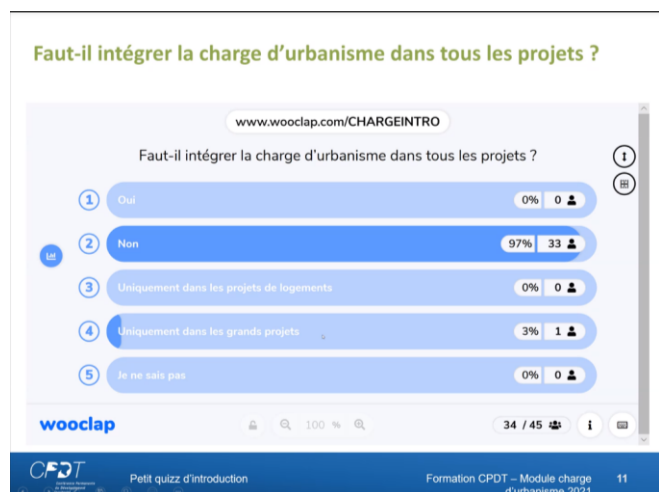 Faut-il intégrer la charge d'urbanisme dans tous les projets ?
www.wooclap.com/CHARGEINTRO
Faut-il intégrer la charge d'urbanisme dans tous les projets ?
1 Oui 0% 0
2 Non 97% 33
3 Uniquement dans les projets de logements 0% 0
4 Uniquement dans les grands projets 3% 1
5 Je ne sais pas 0% 0
wooclap 100 % 34 / 45 i
CPDT Petit quizz d'introduction Formation CPDT – Module charge 11
d'urbanisme 2021